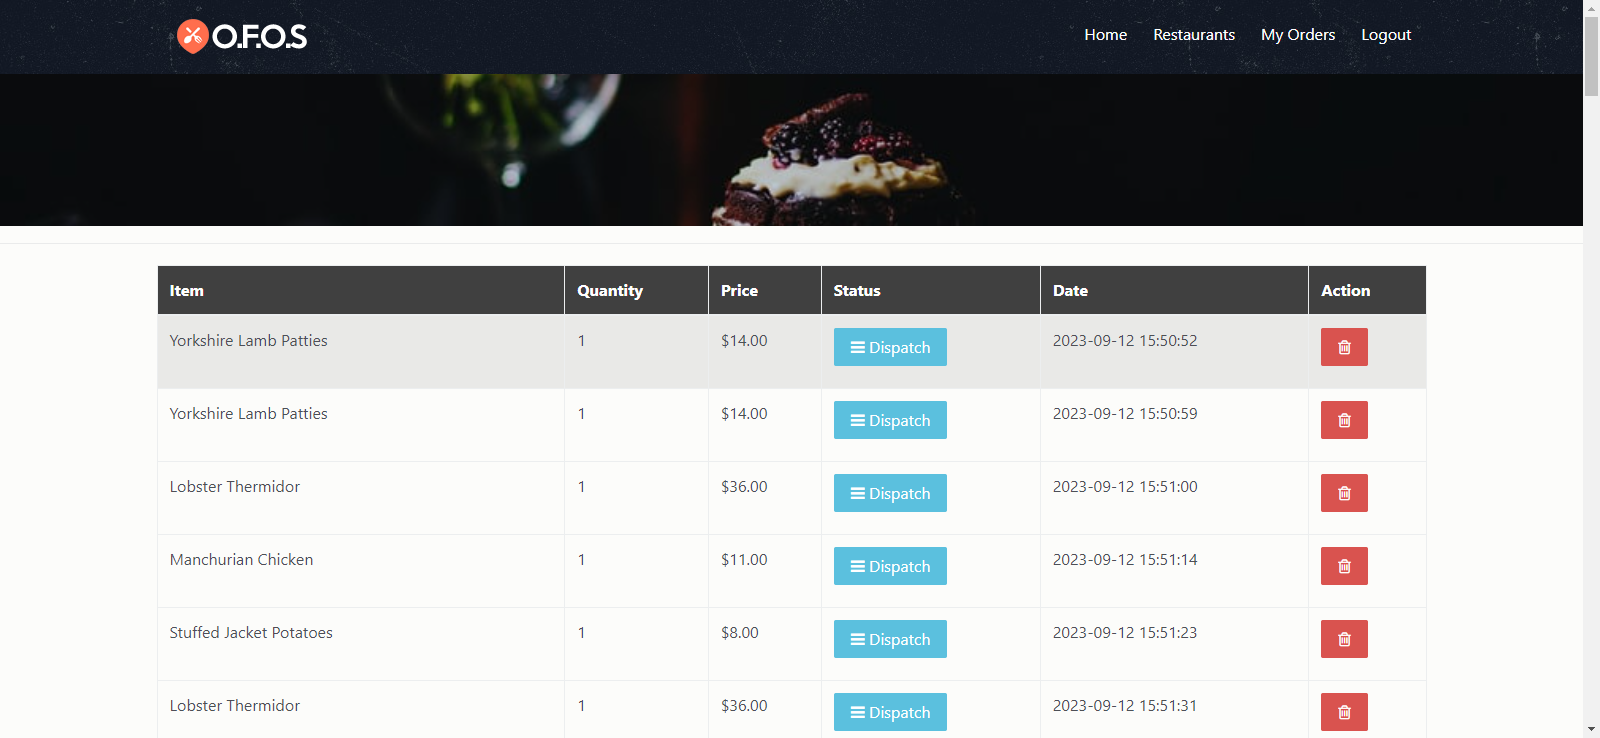 O.F.O.S
Home Restaurants My Orders Logout
Item Quantity Price Status Date Action
Yorkshire Lamb Patties 1 $14.00 Dispatch 2023-09-12 15:50:52
Yorkshire Lamb Patties 1 $14.00 Dispatch 2023-09-12 15:50:59
Lobster Thermidor 1 $36.00 Dispatch 2023-09-12 15:51:00
Manchurian Chicken 1 $11.00 Dispatch 2023-09-12 15:51:14
Stuffed Jacket Potatoes 1 $8.00 Dispatch 2023-09-12 15:51:23
Lobster Thermidor 1 $36.00 Dispatch 2023-09-12 15:51:31